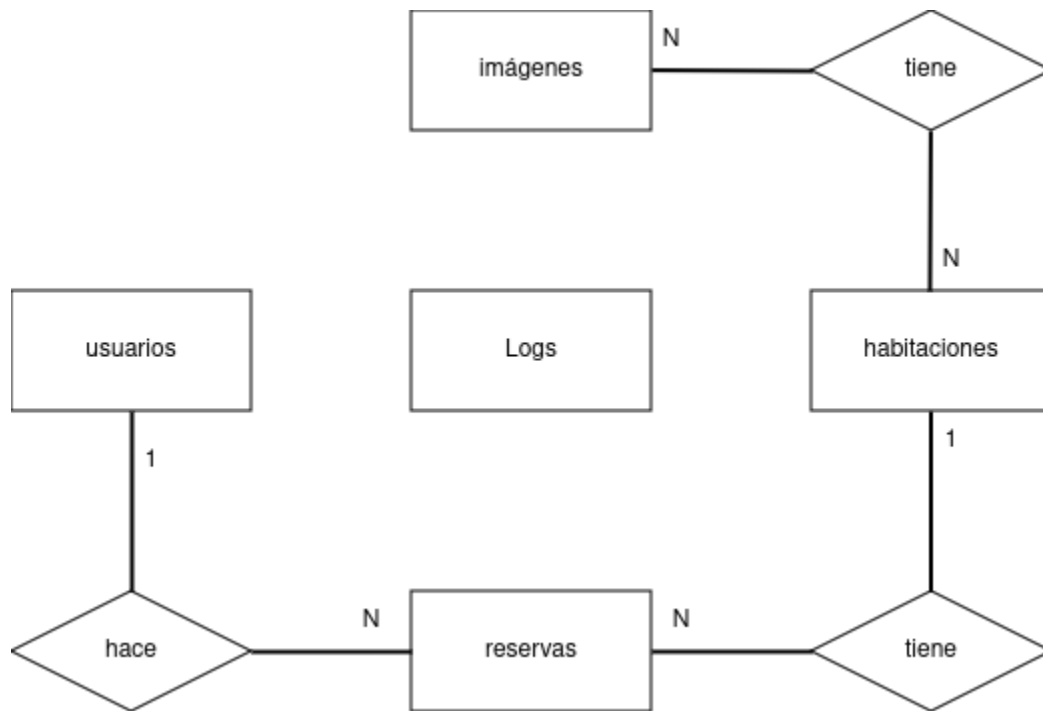 imágenes
N
tiene
N
usuarios
Logs
habitaciones
1
1
hace
N
reservas
N
tiene